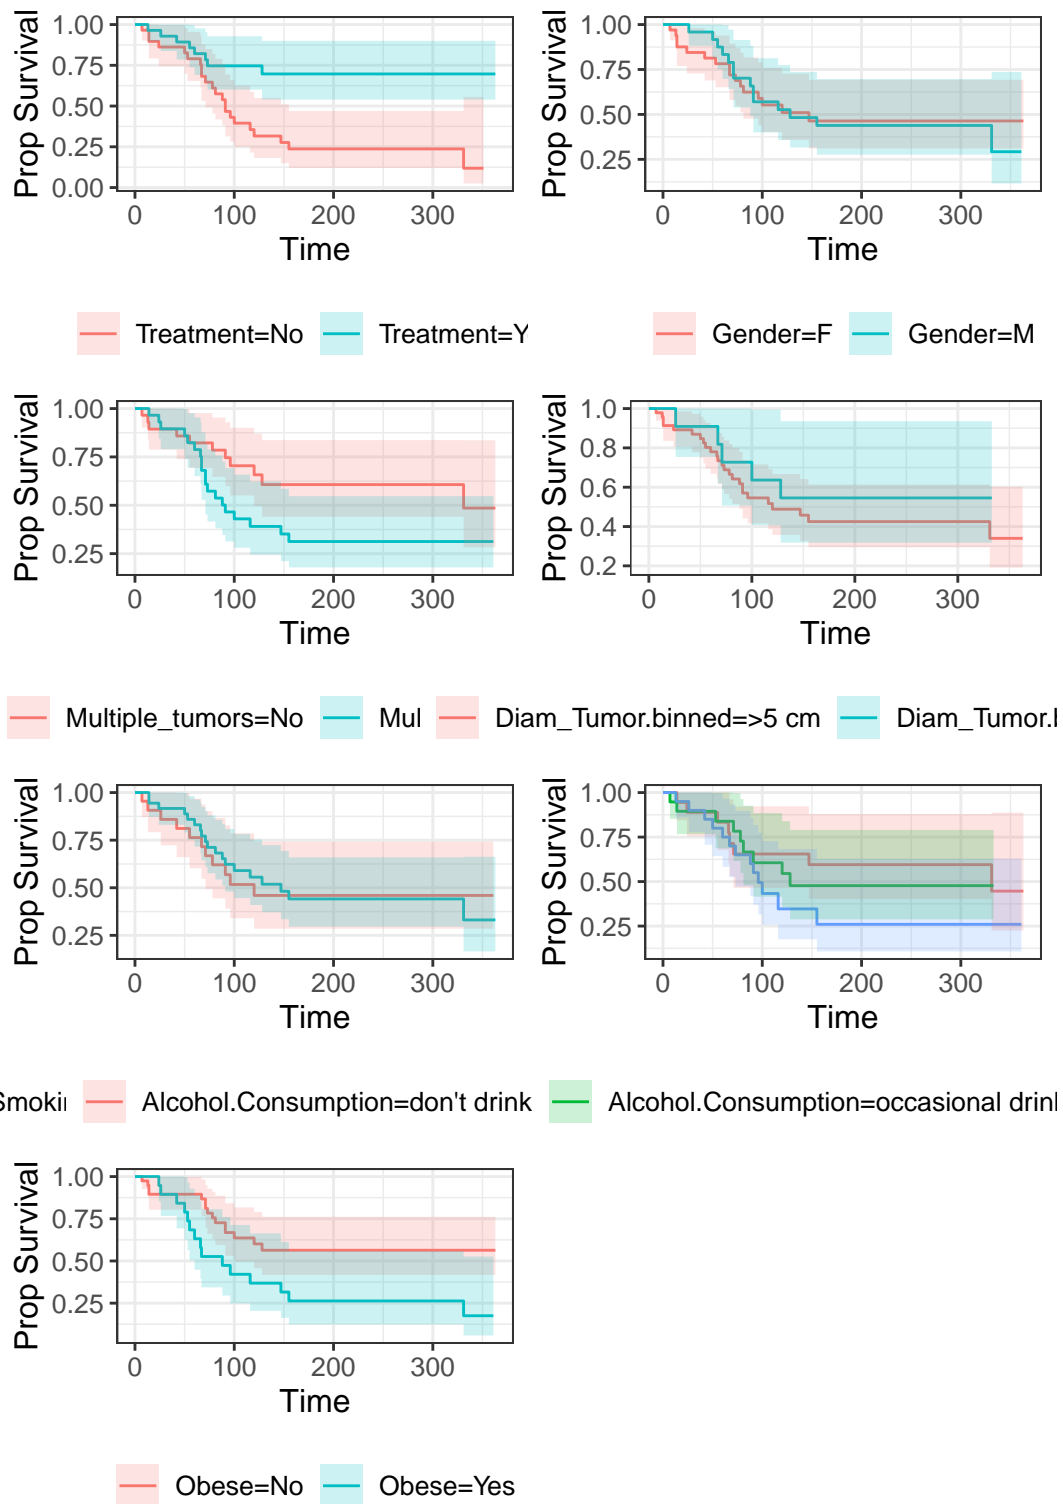 Prop Survival
1.00
0.75
0.50
0.25
0.00
0 100 200 300
Time
Treatment=No Treatment=Y
Prop Survival
1.00
0.75
0.50
0.25
0 100 200 300
Time
Gender=F Gender=M
Prop Survival
1.00
0.75
0.50
0.25
0 100 200 300
Time
Multiple_tumors=No Mul
Prop Survival
1.0
0.8
0.6
0.4
0.2
0 100 200 300
Time
Diam_Tumor.binned=>5 cm Diam_Tumor.b
Prop Survival
1.00
0.75
0.50
0.25
0 100 200 300
Time
Smoki
Prop Survival
1.00
0.75
0.50
0.25
0 100 200 300
Time
Alcohol.Consumption=don't drink Alcohol.Consumption=occasional drin
Prop Survival
1.00
0.75
0.50
0.25
0 100 200 300
Time
Obese=No Obese=Yes